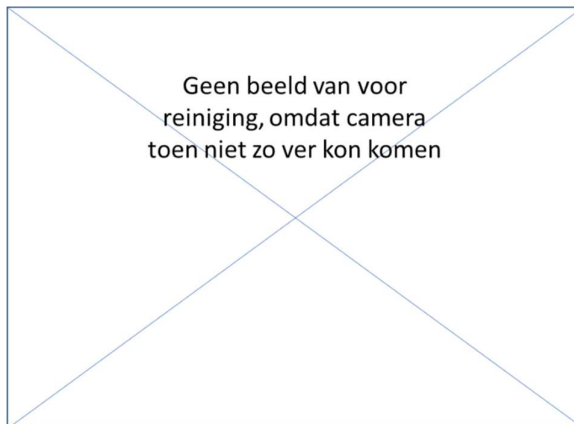 Geen beeld van voor
reiniging, omdat camera
toen niet zo ver kon komen